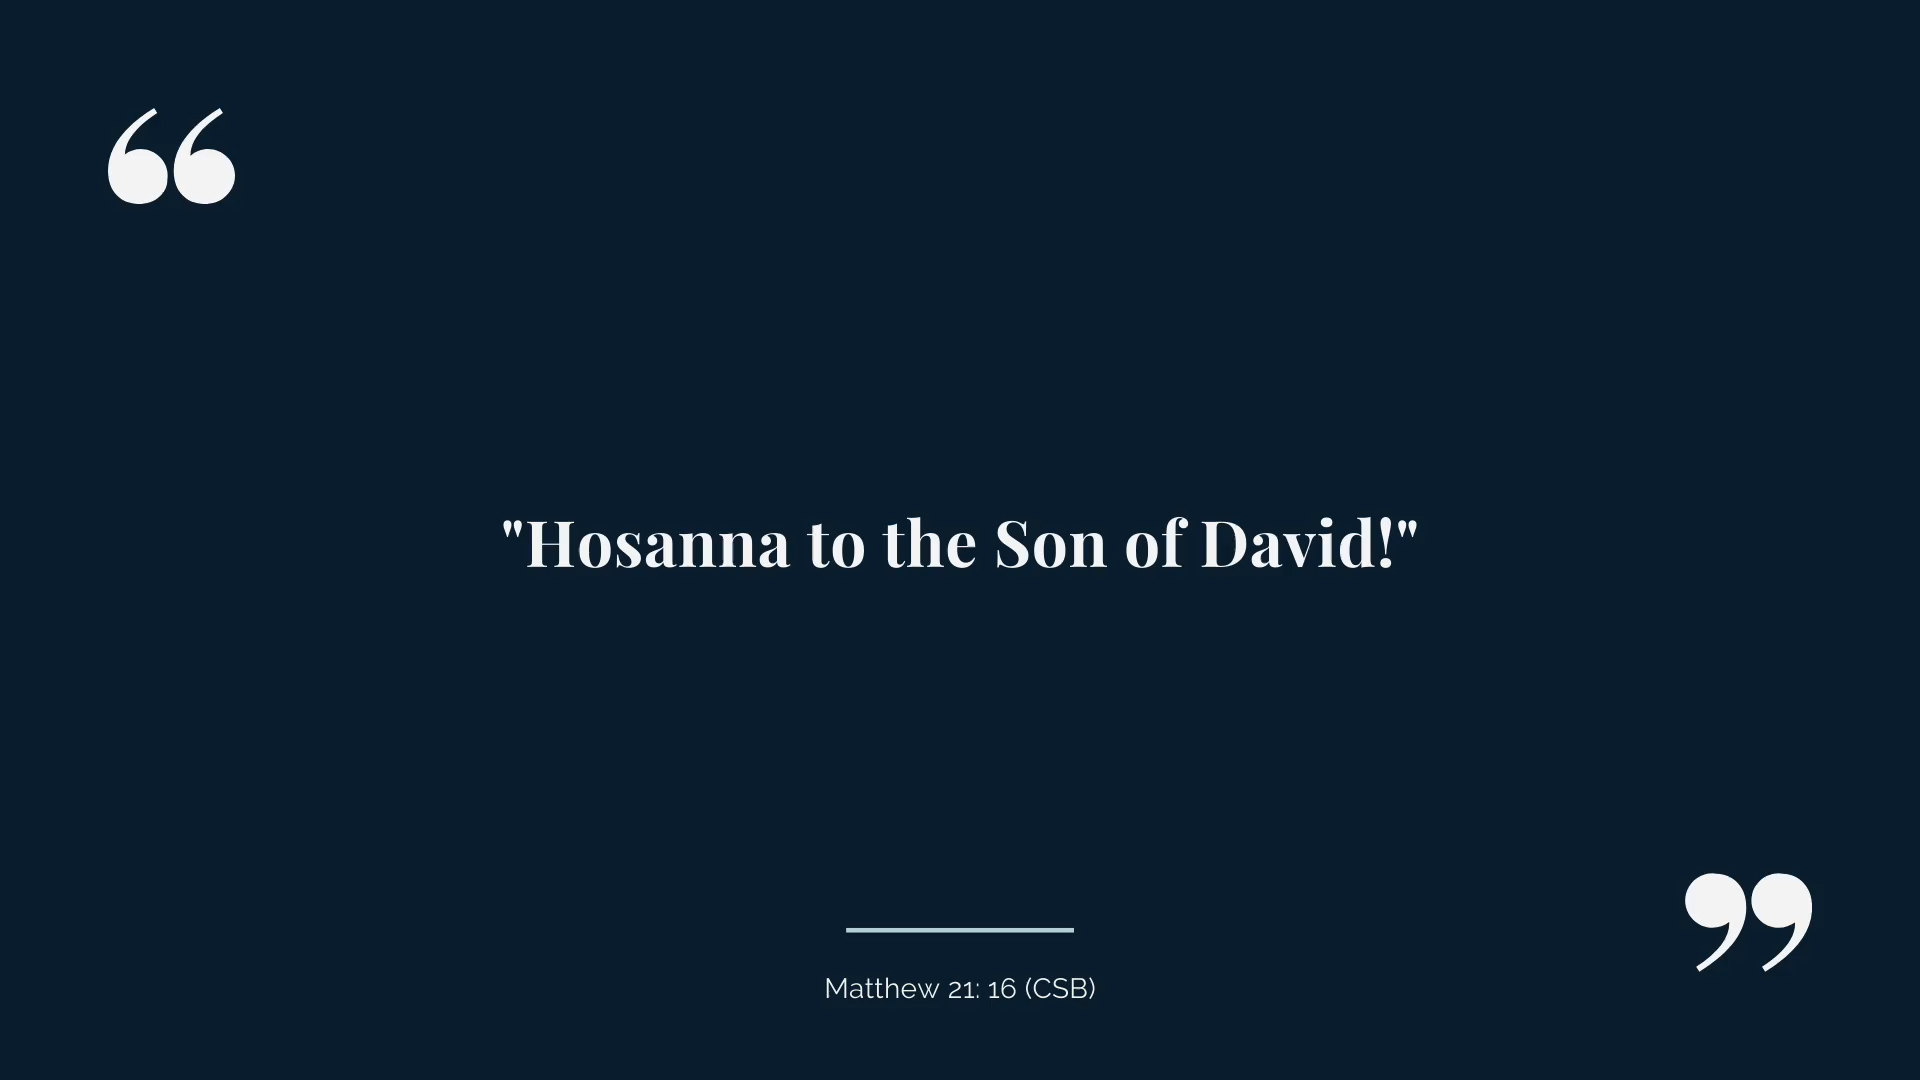 “
"Hosanna to the Son of David!"
Matthew 21: 16 (CSB)
”